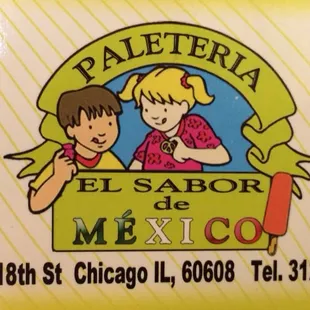 PALETERIA
EL SABOR
de
MÉXICO
18th St Chicago IL, 60608 Tel. 31